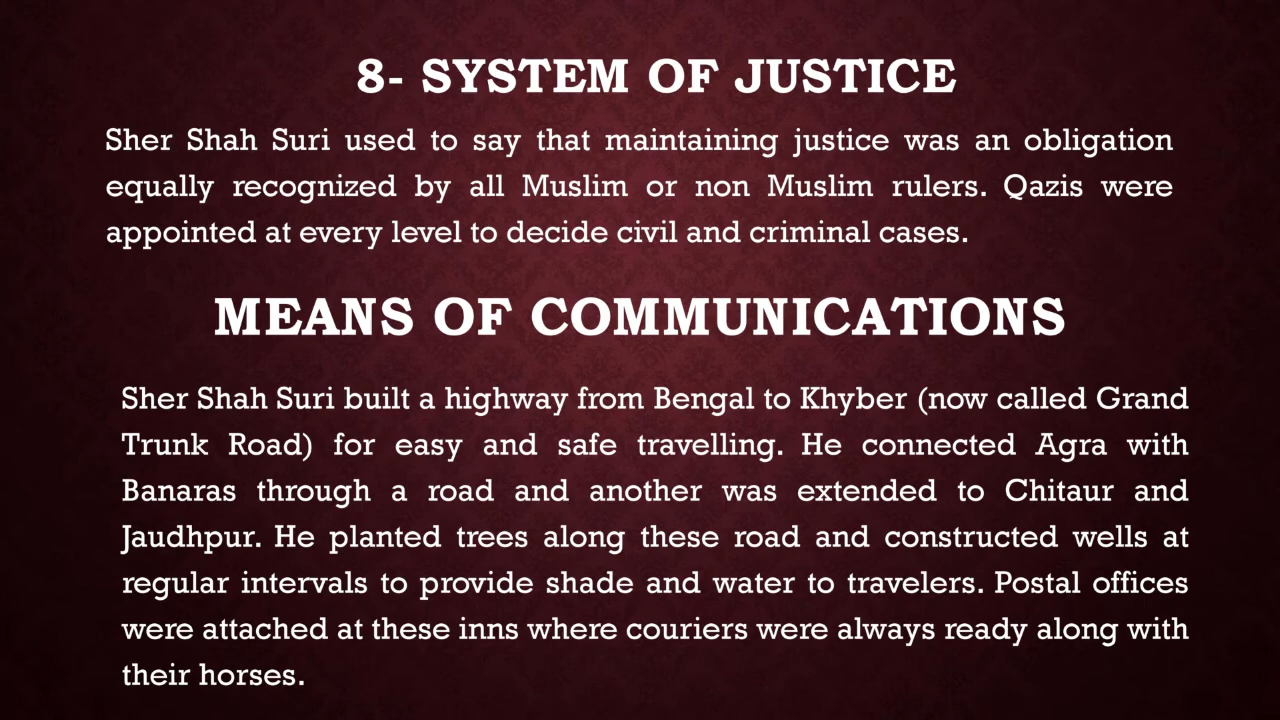 8- SYSTEM OF JUSTICE
Sher Shah Suri used to say that maintaining justice was an obligation
equally recognized by all Muslim or non Muslim rulers. Qazis were
appointed at every level to decide civil and criminal cases.
MEANS OF COMMUNICATIONS
Sher Shah Suri built a highway from Bengal to Khyber (now called Grand
Trunk Road) for easy and safe travelling. He connected Agra with
Banaras through a road and another was extended to Chitaur and
Jaudhpur. He planted trees along these road and constructed wells at
regular intervals to provide shade and water to travelers. Postal offices
were attached at these inns where couriers were always ready along with
their horses.